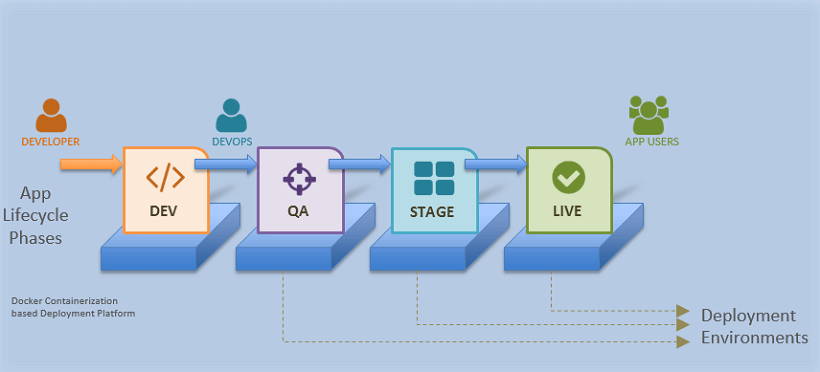 DEVELOPER
DEVOPS
APP USERS
App
Lifecycle
Phases
DEV
QA
STAGE
LIVE
Docker Containerization
based Deployment Platform
Deployment
Environments